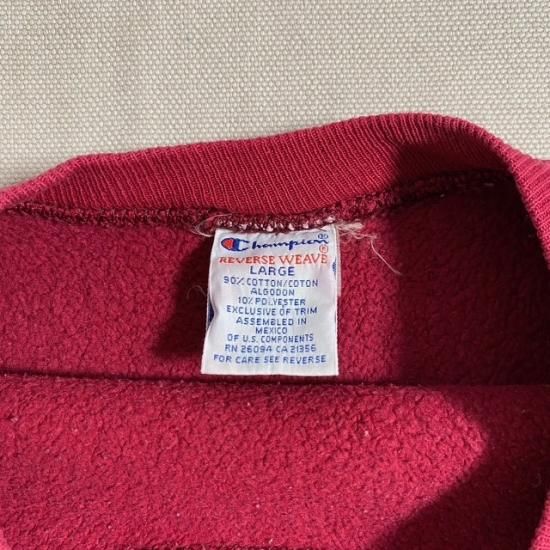 Champion®
REVERSE WEAVE®
LARGE
90% COTTON/COTON
ALGODON
10% POLYESTER
EXCLUSIVE OF TRIM
ASSEMBLED IN
MEXICO
OF U.S. COMPONENTS
RN 26094 CA 21356
FOR CARE SEE REVERSE